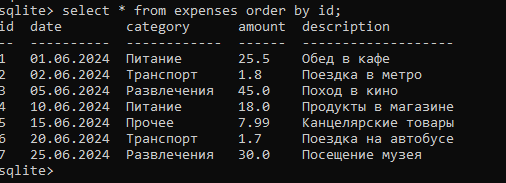 sqlite> select * from expenses order by id;
id  date        category     amount  description
--  ----------  -----------  ------  -------------------
1   01.06.2024  Питание      25.5    Обед в кафе
2   02.06.2024  Транспорт    1.8     Поездка в метро
3   05.06.2024  Развлечения  45.0    Поход в кино
4   10.06.2024  Питание      18.0    Продукты в магазине
5   15.06.2024  Прочее       7.99    Канцелярские товары
6   20.06.2024  Транспорт    1.7     Поездка на автобусе
7   25.06.2024  Развлечения  30.0    Посещение музея
sqlite>